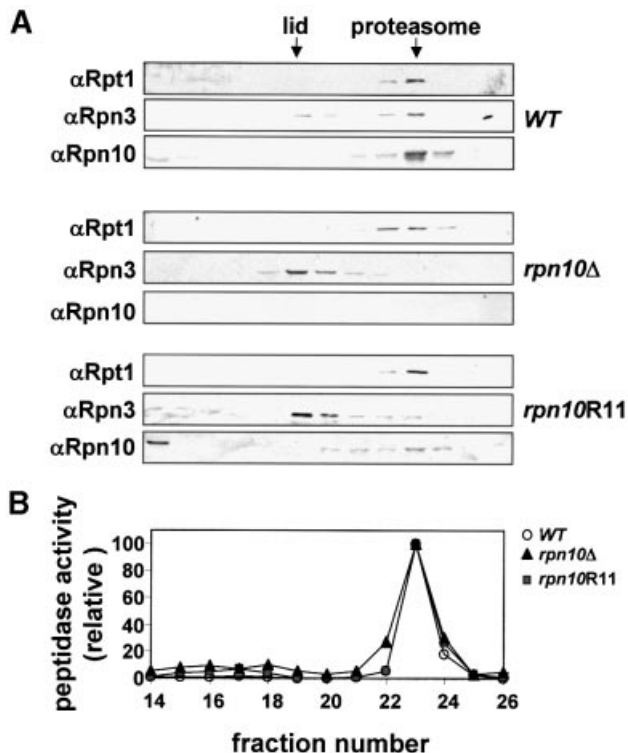 A
lid proteasome
αRpt1
αRpn3 WT
αRpn10
αRpt1
αRpn3 rpn10Δ
αRpn10
αRpt1
αRpn3 rpn10R11
αRpn10
B
peptidase activity
(relative )
100
80
60
40
20
0
14 16 18 20 22 24 26
fraction number
WT
rpn10Δ
rpn10R11